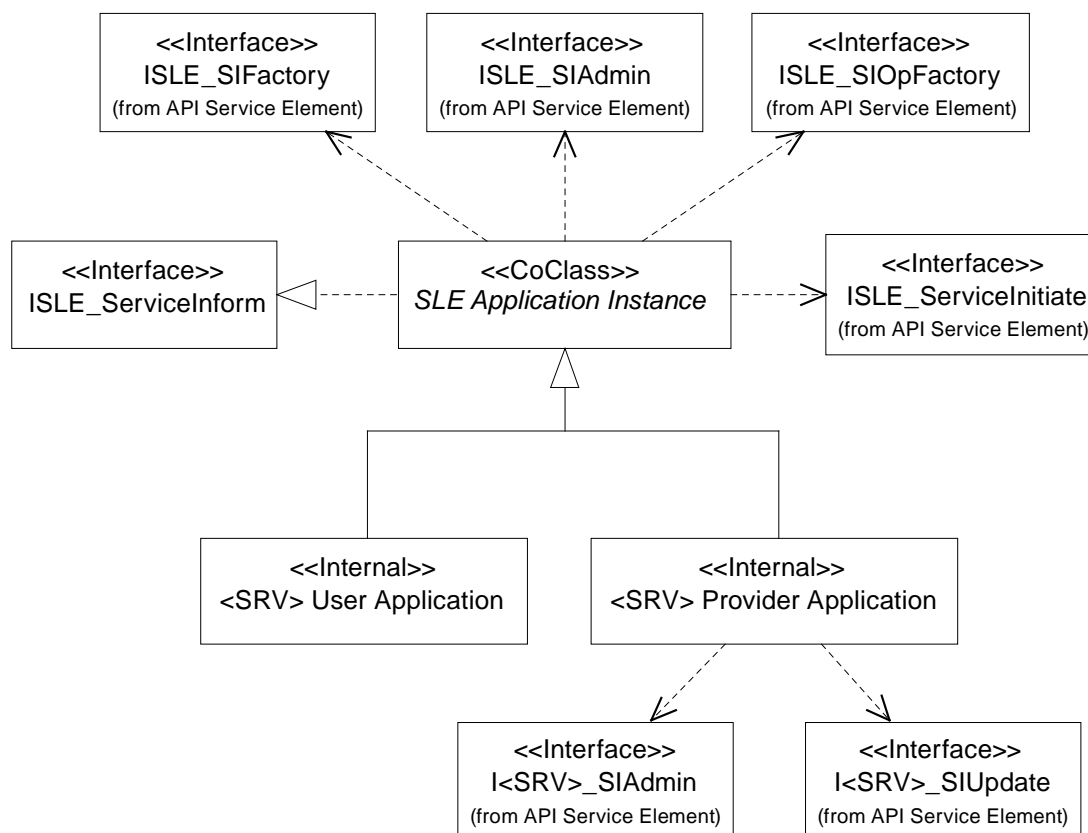 <<Interface>>
ISLE_SIFactory
(from API Service Element)
<<Interface>>
ISLE_SIAdmin
(from API Service Element)
<<Interface>>
ISLE_SIOpFactory
(from API Service Element)
<<Interface>>
ISLE_ServiceInform
<<CoClass>>
SLE Application Instance
<<Interface>>
ISLE_ServiceInitiate
(from API Service Element)
<<Internal>>
<SRV> User Application
<<Internal>>
<SRV> Provider Application
<<Interface>>
I<SRV>_SIAdmin
(from API Service Element)
<<Interface>>
I<SRV>_SIUpdate
(from API Service Element)